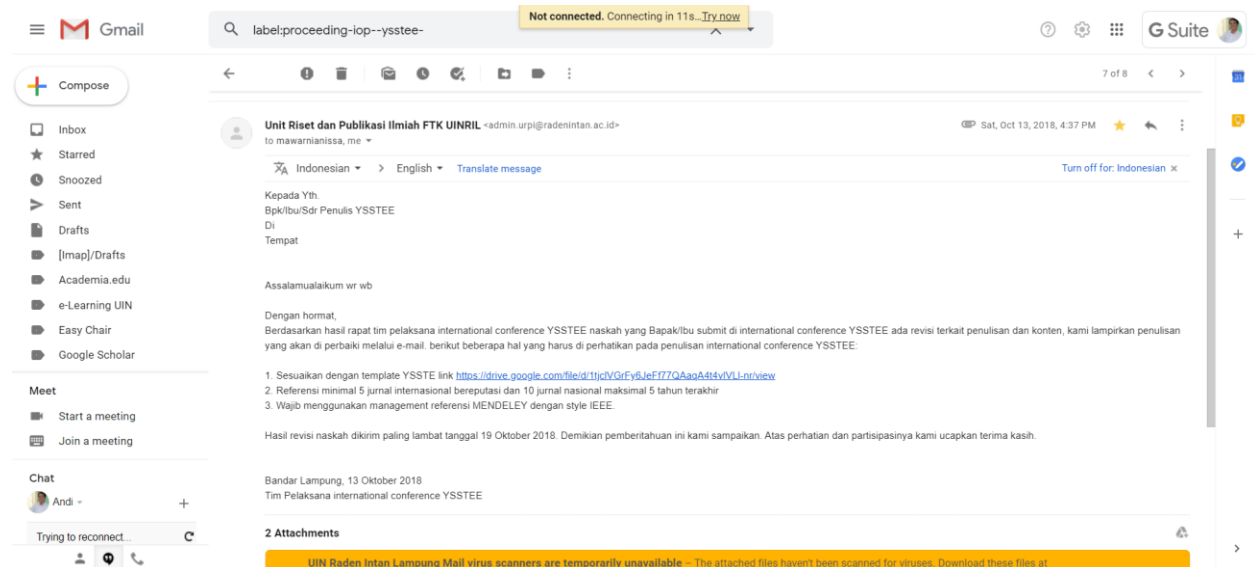 Not connected. Connecting in 11s...Try now
Gmail
label:proceeding-iop--ysstee-
G Suite
Compose
7 of 8
31
Inbox
Starred
Snoozed
Sent
Drafts
[Imap]/Drafts
Academia.edu
e-Learning UIN
Easy Chair
Google Scholar
Meet
Start a meeting
Join a meeting
Chat
Andi
Trying to reconnect...
Unit Riset dan Publikasi Ilmiah FTK UINRIL <admin.urpi@radenintan.ac.id>
Sat, Oct 13, 2018, 4:37 PM
to mawarnianissa, me
Indonesian > English Translate message
Turn off for: Indonesian ×
Kepada Yth.
Bpk/Ibu/Sdr Penulis YSSTEE
Di
Tempat
Assalamualaikum wr wb
Dengan hormat,
Berdasarkan hasil rapat tim pelaksana international conference YSSTEE naskah yang Bapak/Ibu submit di international conference YSSTEE ada revisi terkait penulisan dan konten, kami lampirkan penulisan
yang akan di perbaiki melalui e-mail. berikut beberapa hal yang harus di perhatikan pada penulisan international conference YSSTEE:
1. Sesuaikan dengan template YSSTE link https://drive.google.com/file/d/1tjclVGrFy6JeFf77QAaqA4t4vIVLI-nr/view
2. Referensi minimal 5 jurnal internasional bereputasi dan 10 jurnal nasional maksimal 5 tahun terakhir
3. Wajib menggunakan management referensi MENDELEY dengan style IEEE.
Hasil revisi naskah dikirim paling lambat tanggal 19 Oktober 2018. Demikian pemberitahuan ini kami sampaikan. Atas perhatian dan partisipasinya kami ucapkan terima kasih.
Bandar Lampung, 13 Oktober 2018
Tim Pelaksana international conference YSSTEE
2 Attachments
UIN Raden Intan Lampung Mail virus scanners are temporarily unavailable – The attached files haven't been scanned for viruses. Download these files at